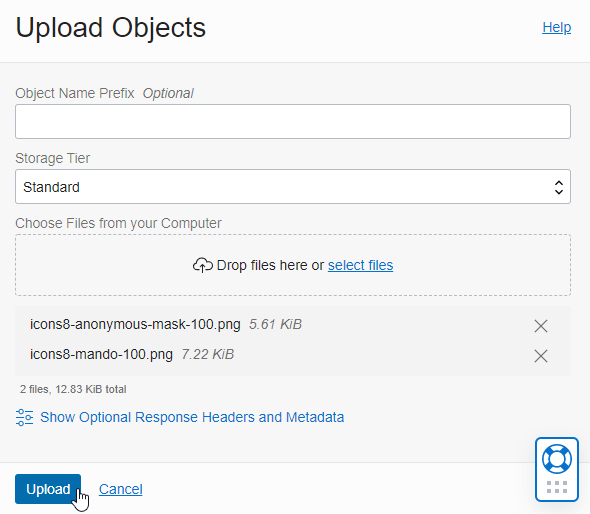 Upload Objects
Help
Object Name Prefix Optional
Storage Tier
Standard
Choose Files from your Computer
Drop files here or select files
icons8-anonymous-mask-100.png 5.61 KiB
icons8-mando-100.png 7.22 KiB
2 files, 12.83 KiB total
Show Optional Response Headers and Metadata
Upload Cancel